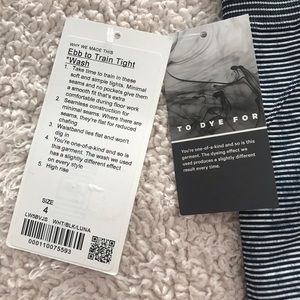 WHY WE MADE THIS
Ebb to Train Tight
*Wash
1. Take time to train in these
soft and simple tights. Minimal
seams and no pockets give them
a smooth fit that's extra
comfortable during floor work
2. Seamless construction for
minimal seams. Where there are
seams, they're flat for reduced
chafing
3. Waistband lies flat and won't
dig in
4. You're one-of-a-kind and so is
this garment. The wash we used
has a slightly different effect
on every style
5. High rise
SIZE
4
LW5BVJS WHT/BLK/LUNA
000110075593
TO DYE FOR
You're one-of-a-kind and so is
this garment. The dyeing effect we
used produces a slightly different
result every time.